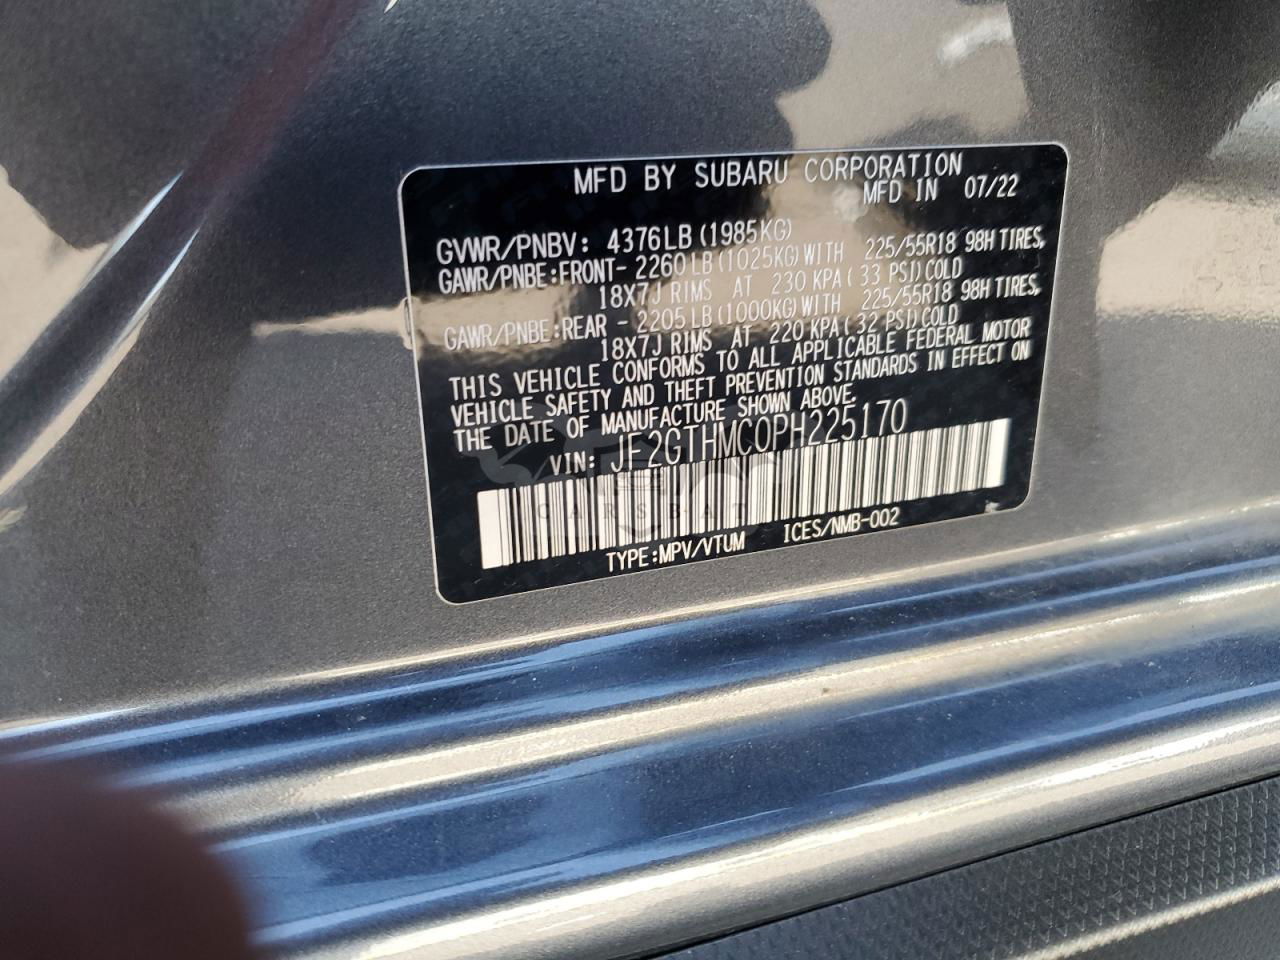 MFD BY SUBARU CORPORATION
MFD IN 07/22
GVWR/PNBV: 4376LB(1985KG)
GAWR/PNBE:FRONT- 2260LB(1025KG)WITH 225/55R18 98H TIRES,
18X7J RIMS AT 230 KPA( 33 PSI)COLD
GAWR/PNBE:REAR - 2205LB(1000KG)WITH 225/55R18 98H TIRES,
18X7J RIMS AT 220 KPA( 32 PSI)COLD
THIS VEHICLE CONFORMS TO ALL APPLICABLE FEDERAL MOTOR
VEHICLE SAFETY AND THEFT PREVENTION STANDARDS IN EFFECT ON
THE DATE OF MANUFACTURE SHOWN ABOVE.
VIN: JF2GTHMC0PH225170
TYPE:MPV/VTUM ICES/NMB-002